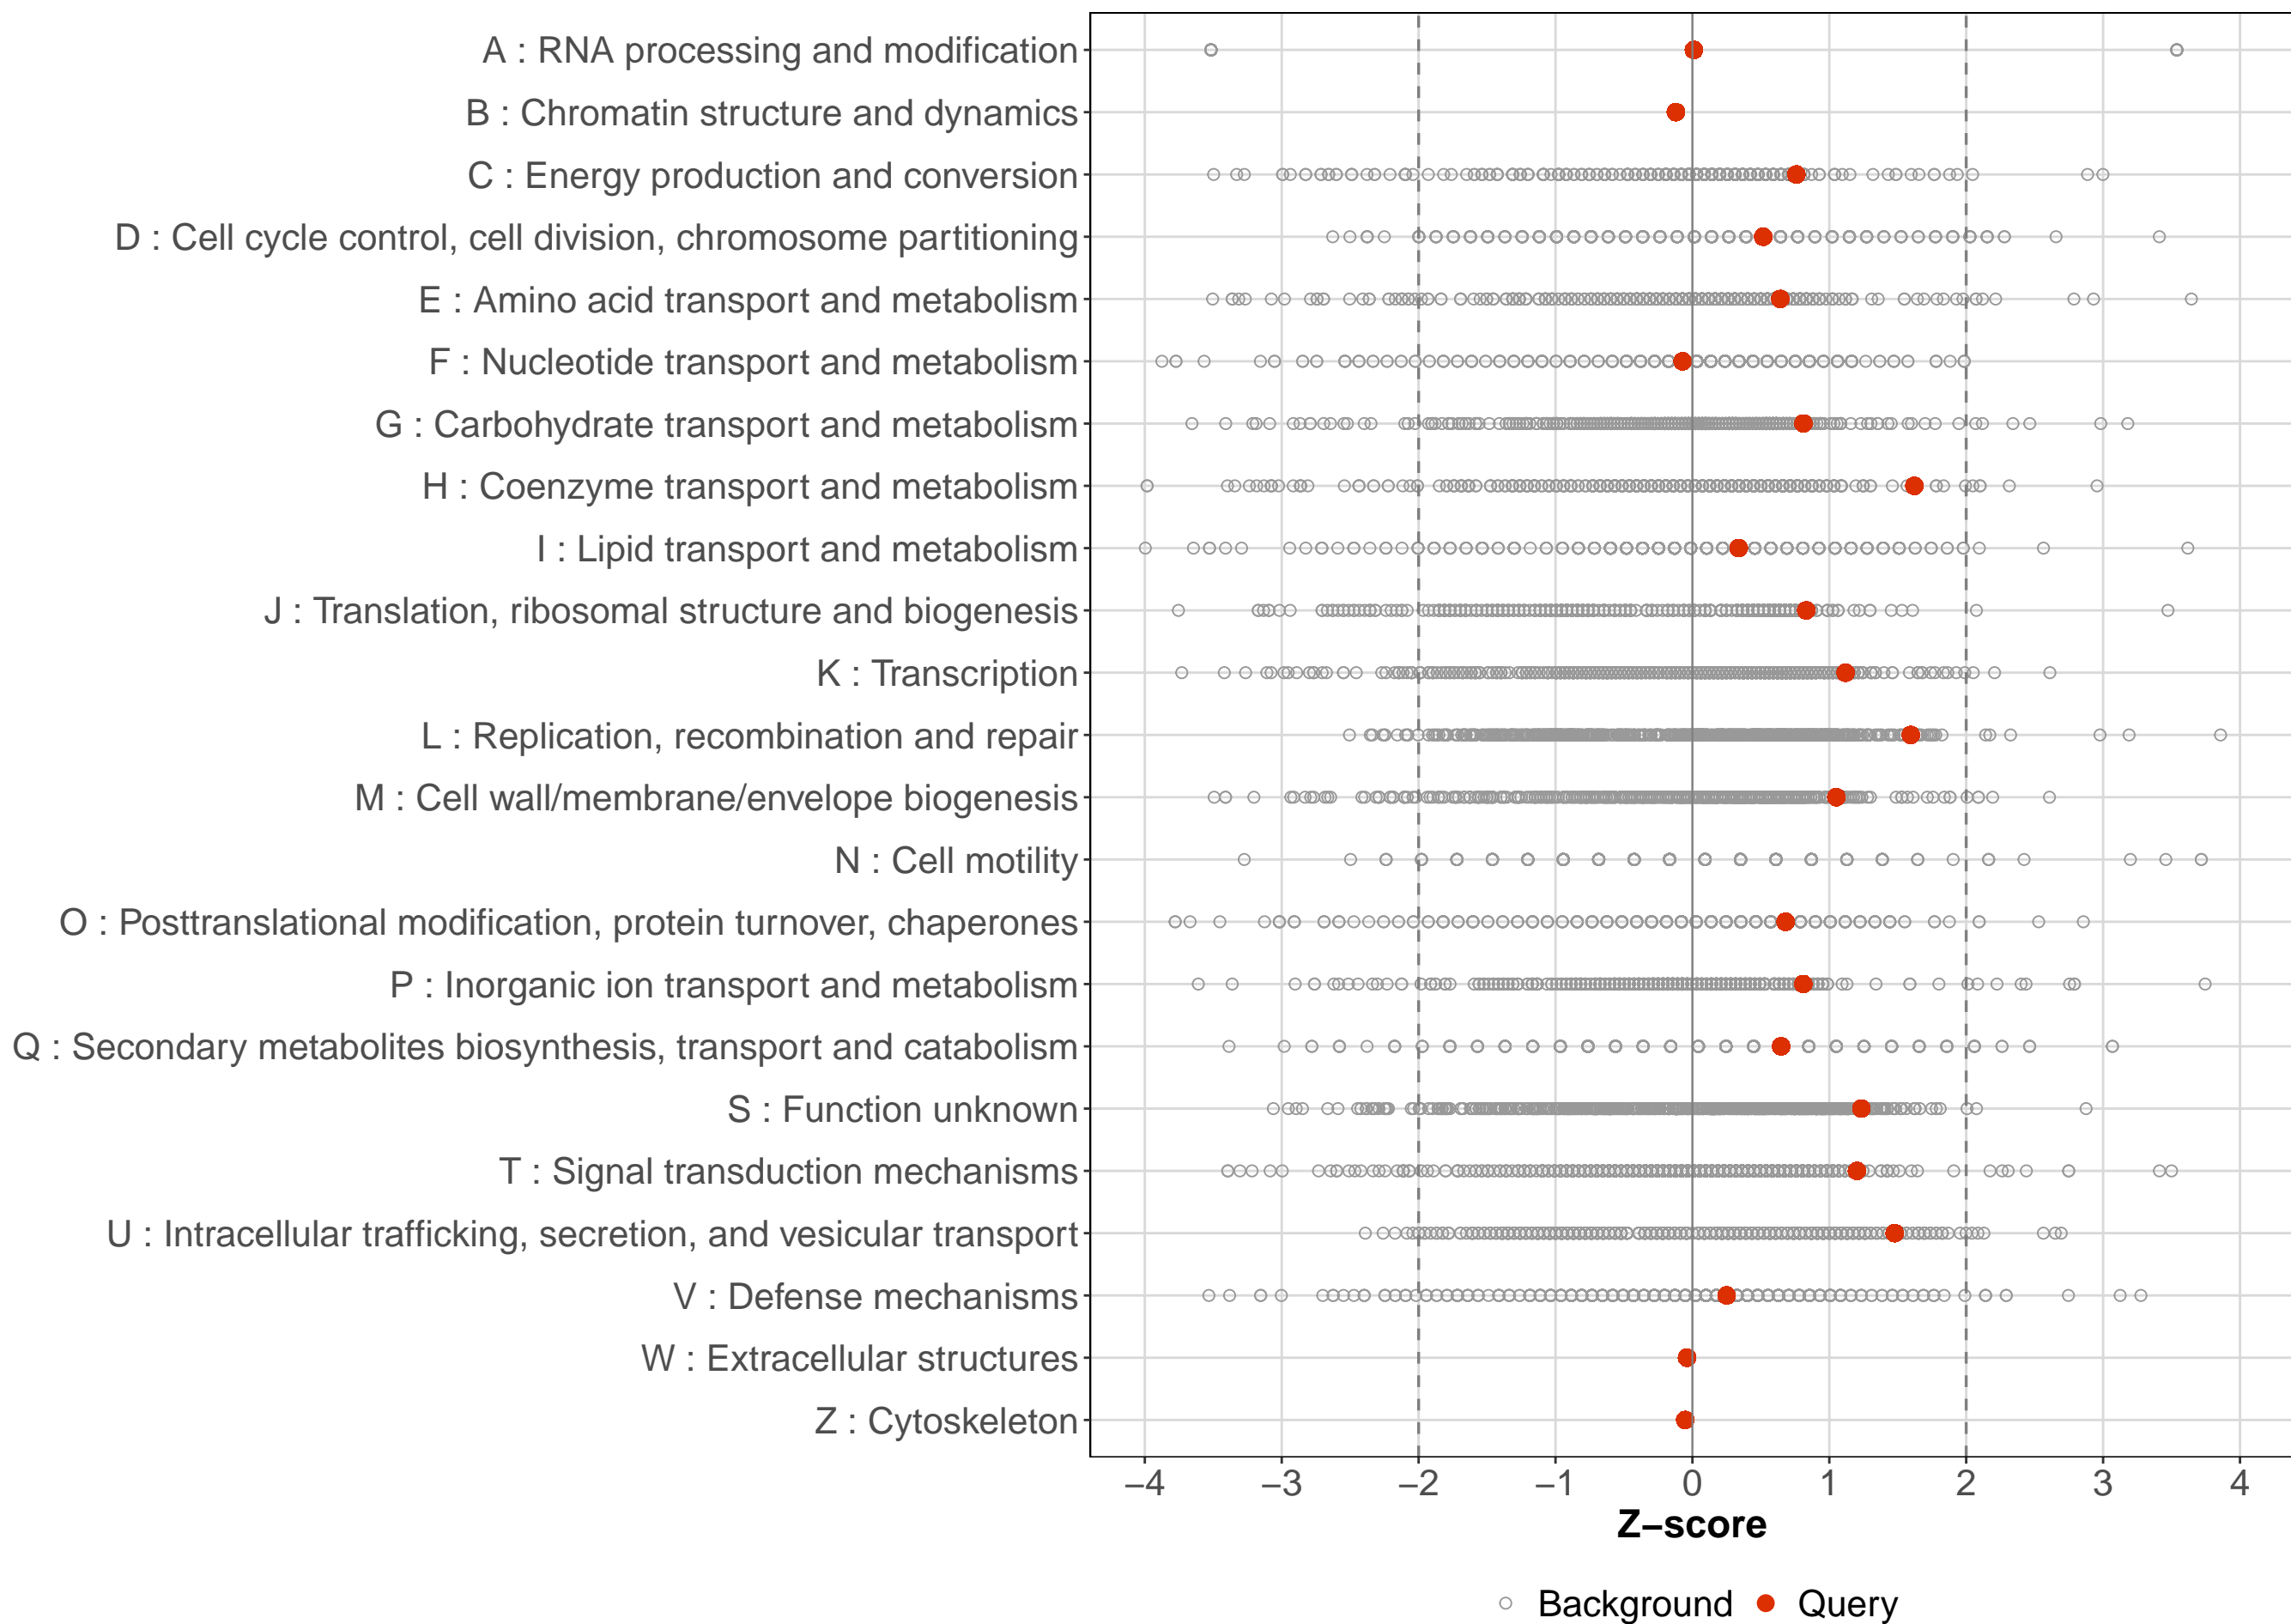 A : RNA processing and modification
B : Chromatin structure and dynamics
C : Energy production and conversion
D : Cell cycle control, cell division, chromosome partitioning
E : Amino acid transport and metabolism
F : Nucleotide transport and metabolism
G : Carbohydrate transport and metabolism
H : Coenzyme transport and metabolism
I : Lipid transport and metabolism
J : Translation, ribosomal structure and biogenesis
K : Transcription
L : Replication, recombination and repair
M : Cell wall/membrane/envelope biogenesis
N : Cell motility
O : Posttranslational modification, protein turnover, chaperones
P : Inorganic ion transport and metabolism
Q : Secondary metabolites biosynthesis, transport and catabolism
S : Function unknown
T : Signal transduction mechanisms
U : Intracellular trafficking, secretion, and vesicular transport
V : Defense mechanisms
W : Extracellular structures
Z : Cytoskeleton
−4 −3 −2 −1 0 1 2 3 4
Z−score
Background Query